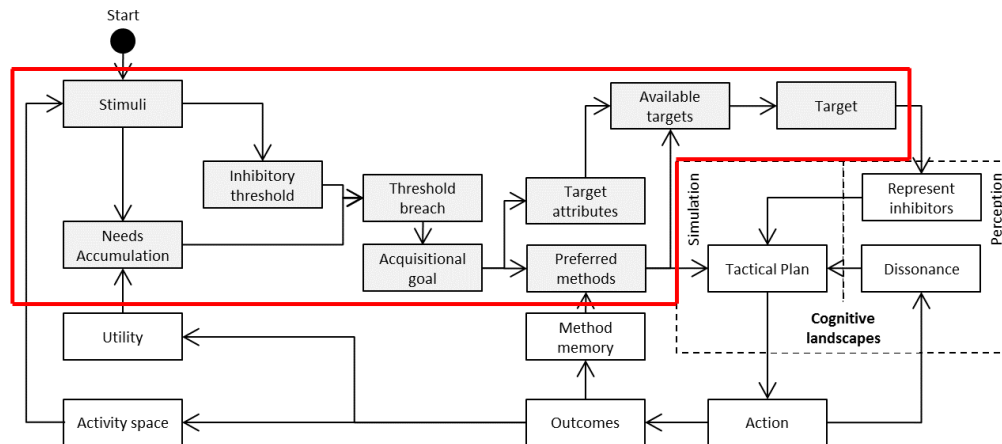 Start
Stimuli
Available
targets
Target
Inhibitory
threshold
Threshold
breach
Target
attributes
Simulation
Represent
inhibitors
Perception
Needs
Accumulation
Acquisitional
goal
Preferred
methods
Tactical Plan
Dissonance
Utility
Method
memory
Cognitive
landscapes
Activity space
Outcomes
Action